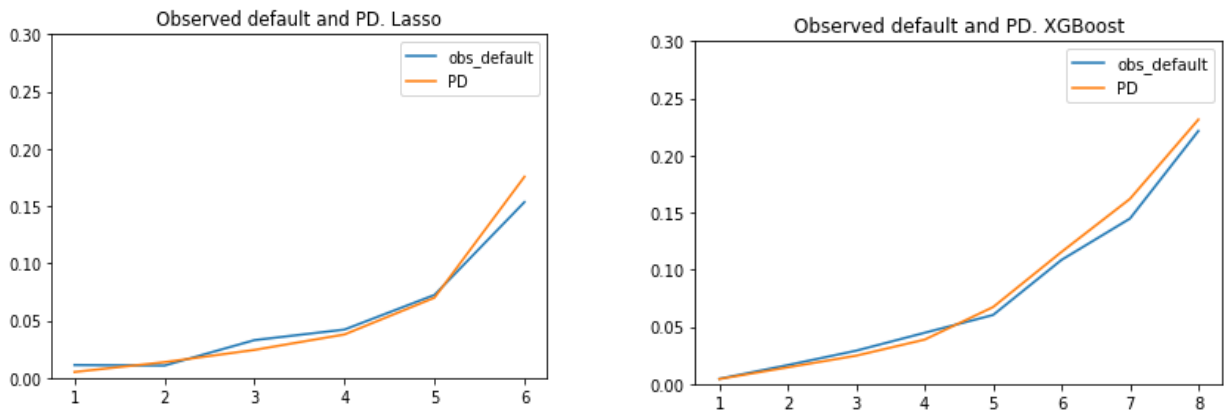 Observed default and PD. Lasso
0.30
0.25
0.20
0.15
0.10
0.05
0.00
1 2 3 4 5 6
obs_default
PD
Observed default and PD. XGBoost
0.30
0.25
0.20
0.15
0.10
0.05
0.00
1 2 3 4 5 6 7 8
obs_default
PD